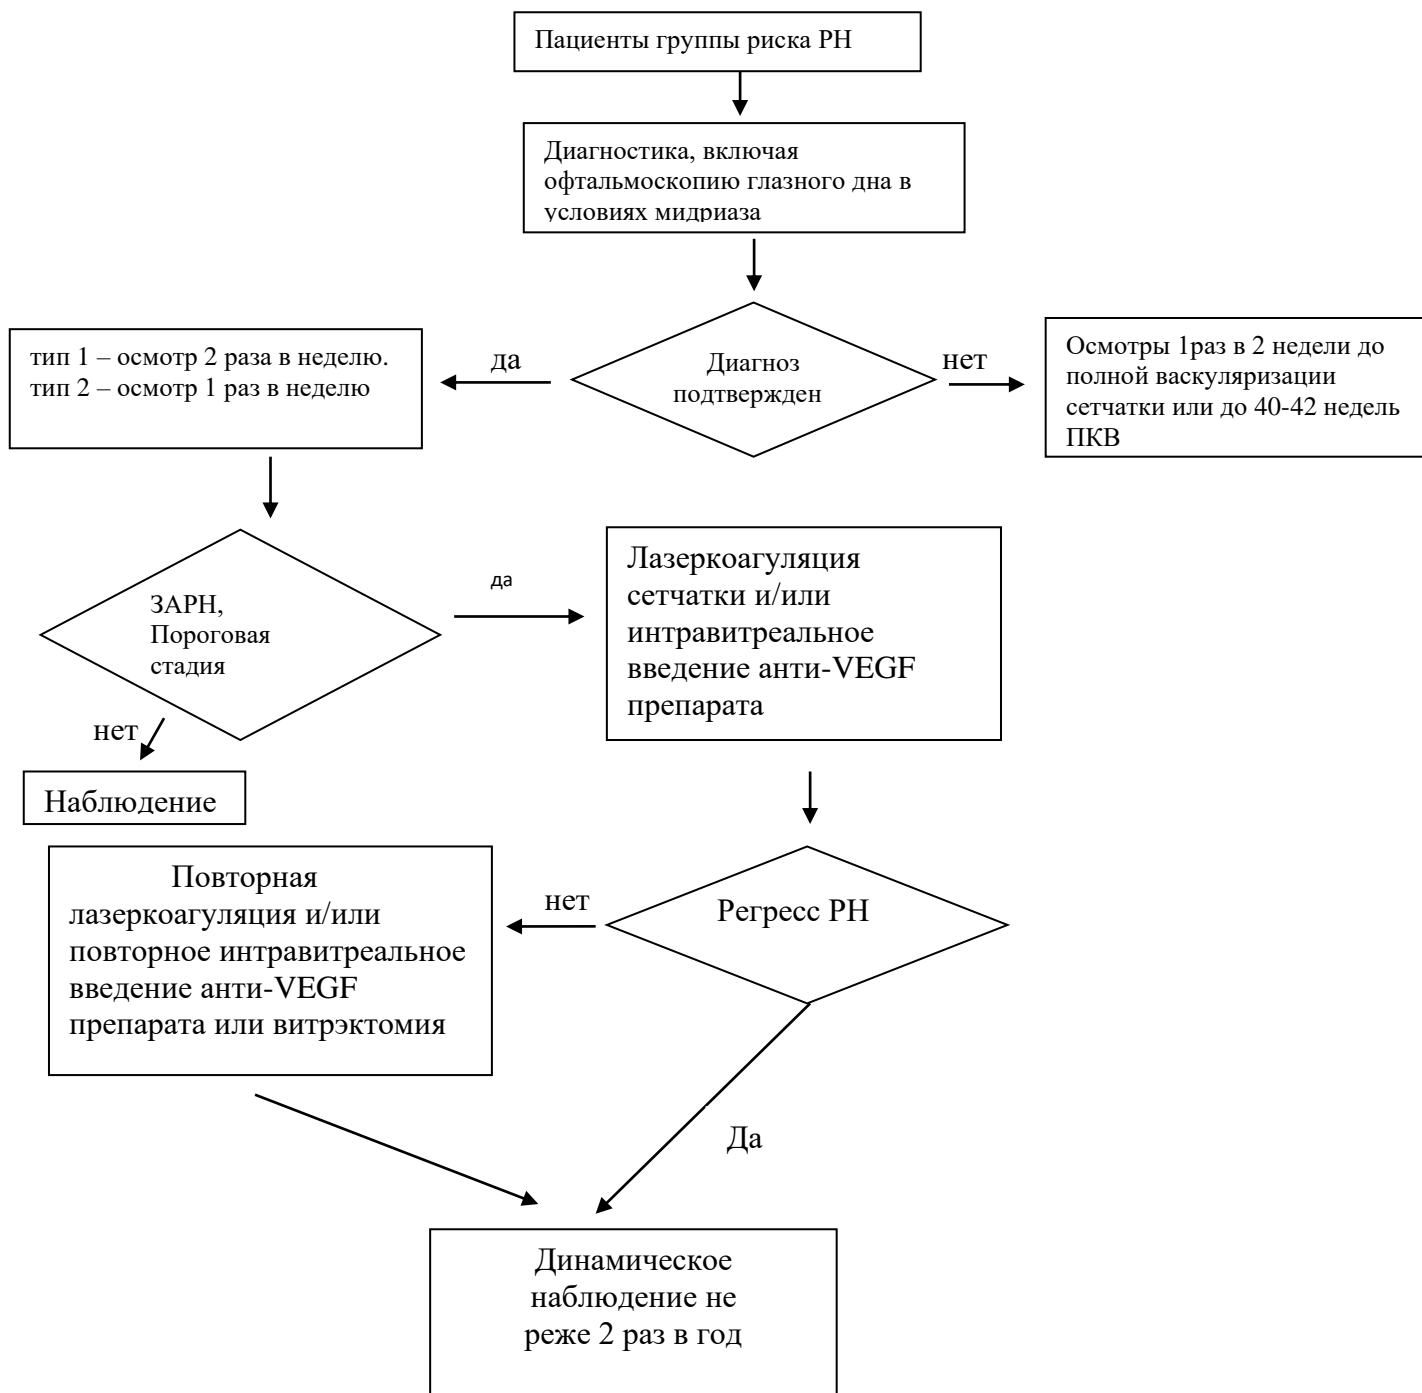 Пациенты группы риска РН
Диагностика, включая
офтальмоскопию глазного дна в
условиях мидриаза
Диагноз
подтвержден
да
нет
тип 1 – осмотр 2 раза в неделю.
тип 2 – осмотр 1 раз в неделю
Осмотры 1раз в 2 недели до
полной васкуляризации
сетчатки или до 40-42 недель
ПКВ
ЗАРН,
Пороговая
стадия
да
Лазеркоагуляция
сетчатки и/или
интравитреальное
введение анти-VEGF
препарата
нет
Наблюдение
Регресс РН
нет
Повторная
лазеркоагуляция и/или
повторное интравитреальное
введение анти-VEGF
препарата или витрэктомия
Да
Динамическое
наблюдение не
реже 2 раз в год